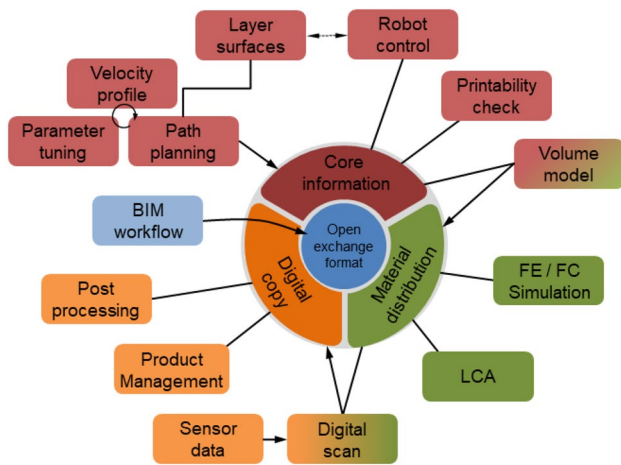 Layer
surfaces
Robot
control
Velocity
profile
Printability
check
Parameter
tuning
Path
planning
Core
information
Volume
model
BIM
workflow
Open
exchange
format
Digital
copy
Material
distribution
FE / FC
Simulation
Post
processing
Product
Management
LCA
Sensor
data
Digital
scan